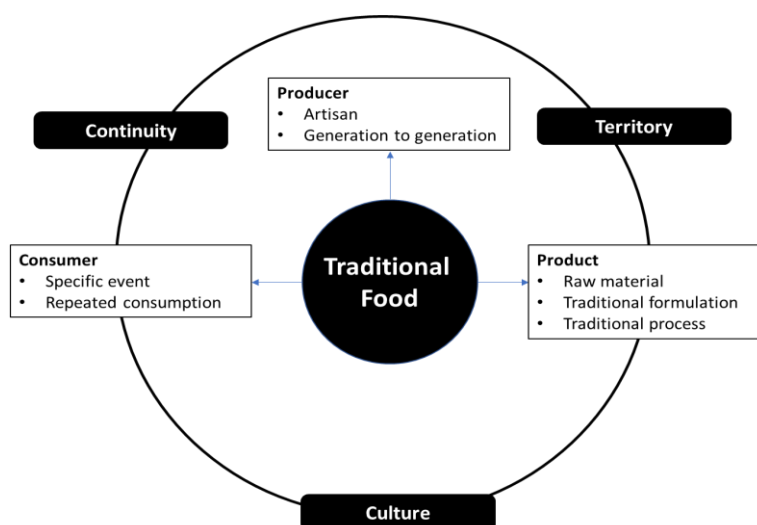 Producer
• Artisan
• Generation to generation
Continuity
Territory
Consumer
• Specific event
• Repeated consumption
Traditional
Food
Product
• Raw material
• Traditional formulation
• Traditional process
Culture